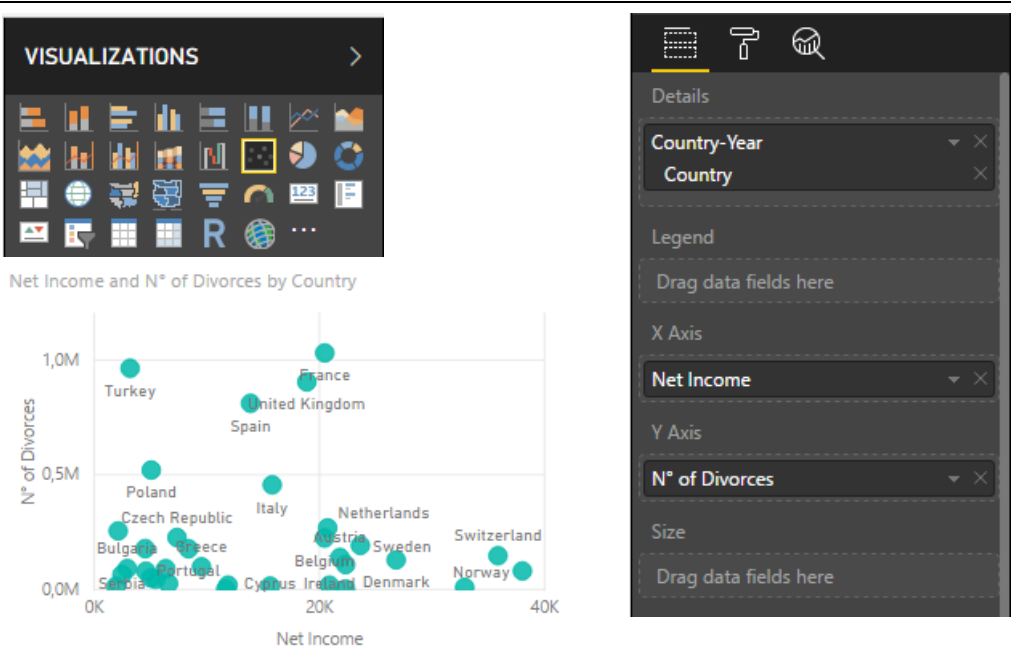 VISUALIZATIONS
123
R
Net Income and N° of Divorces by Country
N° of Divorces
1,0M
0,5M
0,0M
Turkey
France
United Kingdom
Spain
Poland
Italy
Czech Republic
Netherlands
Bulgaria
Greece
Austria
Sweden
Switzerland
Belgium
Portugal
Norway
Serbia
Cyprus
Ireland
Denmark
0K
20K
40K
Net Income
Details
Country-Year
Country
Legend
Drag data fields here
X Axis
Net Income
Y Axis
N° of Divorces
Size
Drag data fields here